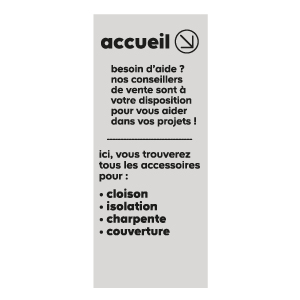 accueil
besoin d'aide ?
nos conseillers
de vente sont à
votre disposition
pour vous aider
dans vos projets !
ici, vous trouverez
tous les accessoires
pour :
• cloison
• isolation
• charpente
• couverture